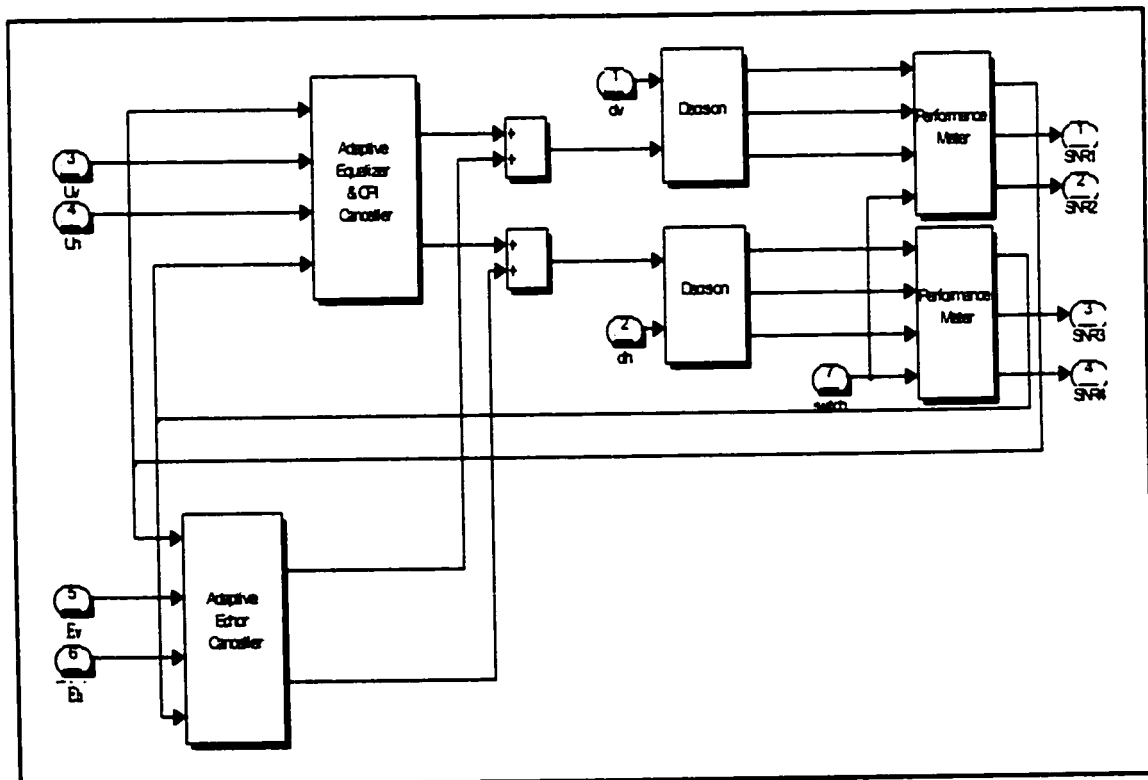 3
Uv
4
Uh
Adaptive
Equalizer
& CPI
Canceller
+
+
+
+
1
dv
Decision
Performance
Meter
1
SNR1
2
SNR2
2
dh
Decision
Performance
Meter
7
switch
3
SNR3
4
SNR4
5
Ev
6
Eh
Adaptive
Echor
Canceller